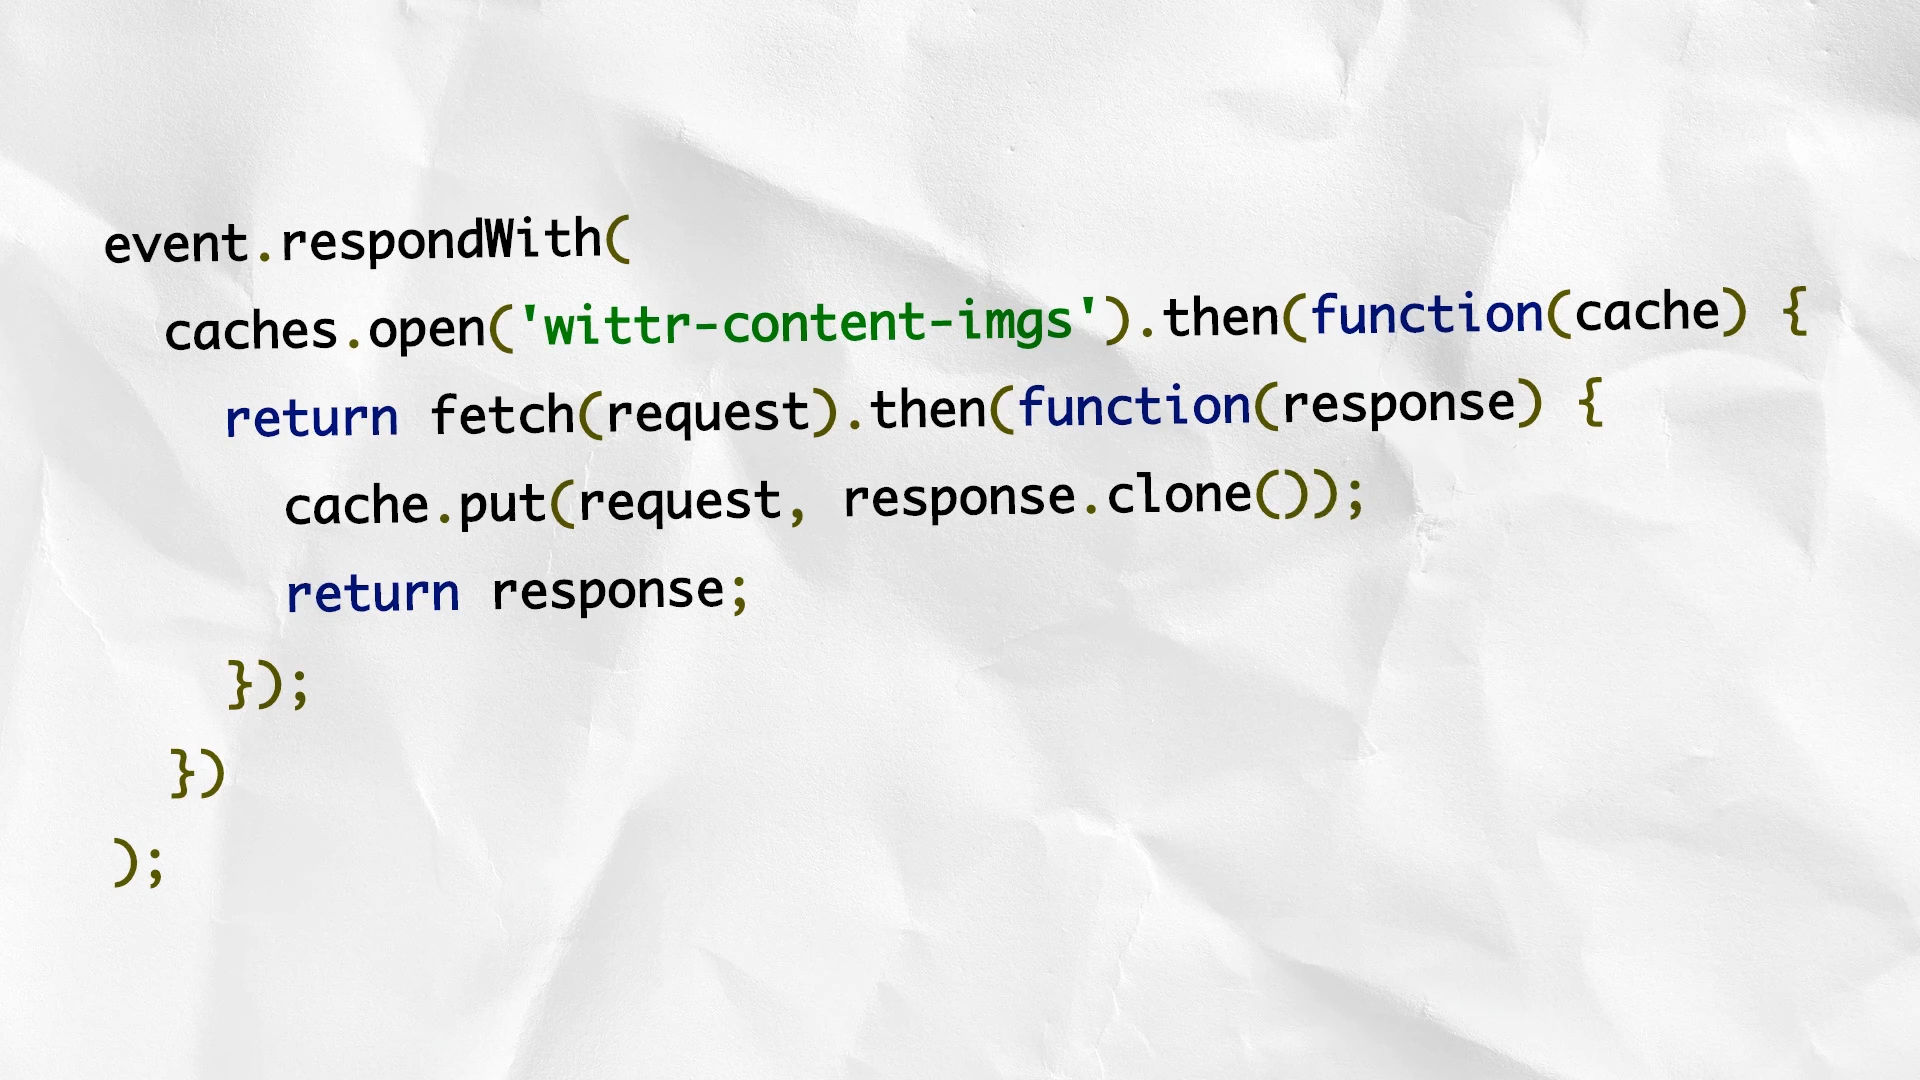 event.respondWith(
  caches.open('wittr-content-imgs').then(function(cache) {
    return fetch(request).then(function(response) {
      cache.put(request, response.clone());
      return response;
    });
  })
);